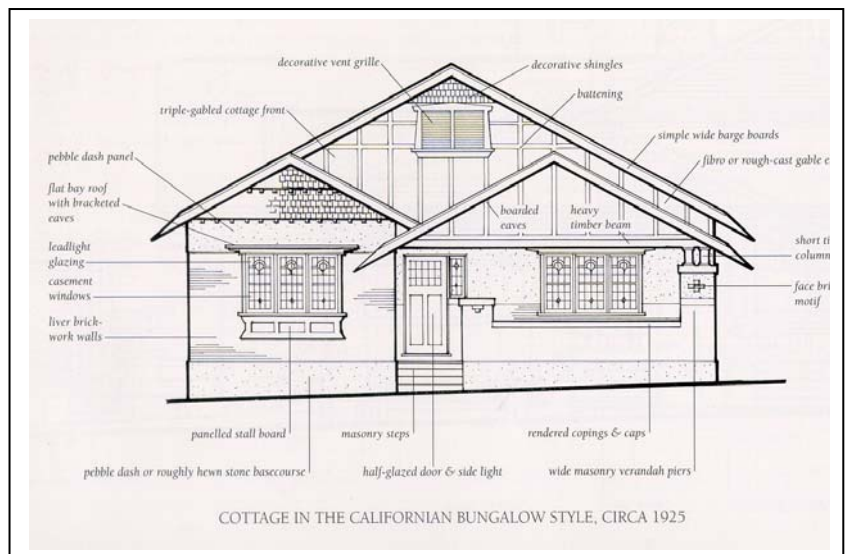 decorative vent grille
decorative shingles
battening
triple-gabled cottage front
simple wide barge boards
pebble dash panel
fibro or rough-cast gable e
flat bay roof
with bracketed
eaves
boarded
eaves
heavy
timber beam
leadlight
glazing
short ti
column
casement
windows
face bri
motif
liver brick-
work walls
panelled stall board
masonry steps
rendered copings & caps
pebble dash or roughly hewn stone basecourse
half-glazed door & side light
wide masonry verandah piers
COTTAGE IN THE CALIFORNIAN BUNGALOW STYLE, CIRCA 1925